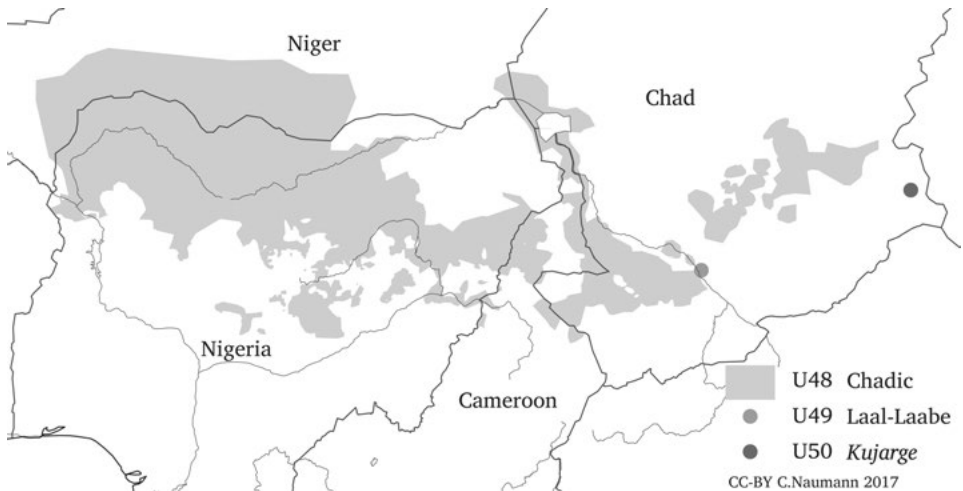 Niger
Chad
Nigeria
Cameroon
U48 Chadic
U49 Laal-Laabe
U50 Kujarge
CC-BY C.Naumann 2017